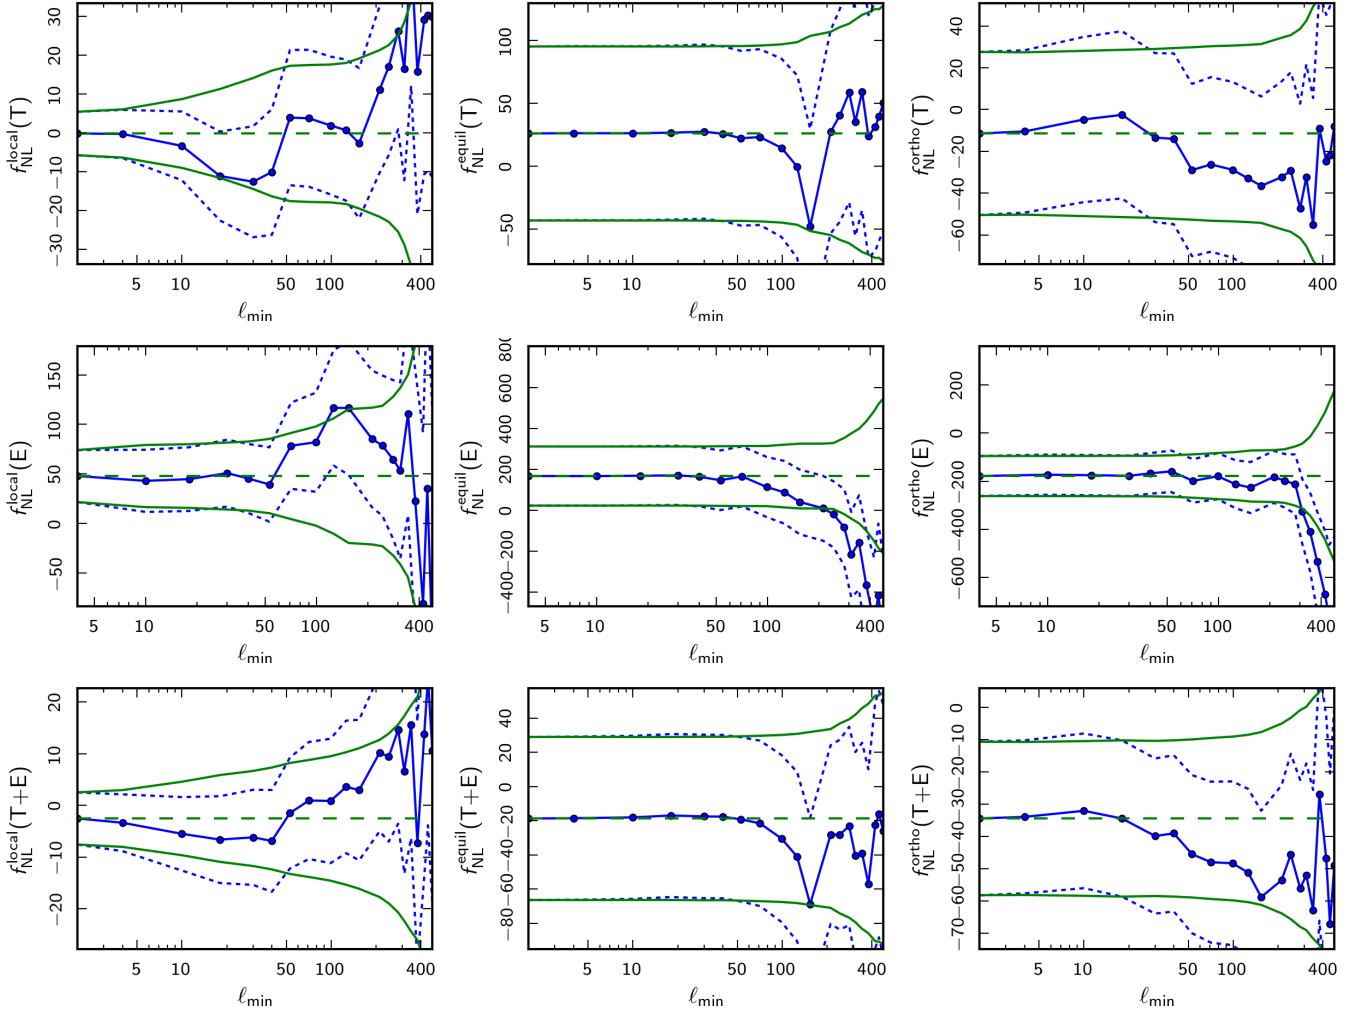 f_NL^local(T)
30
20
10
0
−10
−20
−30
5 10 50 100 400
ℓ_min
f_NL^equil(T)
100
50
0
−50
5 10 50 100 400
ℓ_min
f_NL^ortho(T)
40
20
0
−20
−40
−60
5 10 50 100 400
ℓ_min
f_NL^local(E)
150
100
50
0
−50
5 10 50 100 400
ℓ_min
f_NL^equil(E)
800
600
400
200
0
−200
−400
5 10 50 100 400
ℓ_min
f_NL^ortho(E)
200
0
−200
−400
−600
5 10 50 100 400
ℓ_min
f_NL^local(T+E)
20
10
0
−10
−20
5 10 50 100 400
ℓ_min
f_NL^equil(T+E)
40
20
0
−20
−40
−60
−80
5 10 50 100 400
ℓ_min
f_NL^ortho(T+E)
0
−10
−20
−30
−40
−50
−60
−70
5 10 50 100 400
ℓ_min